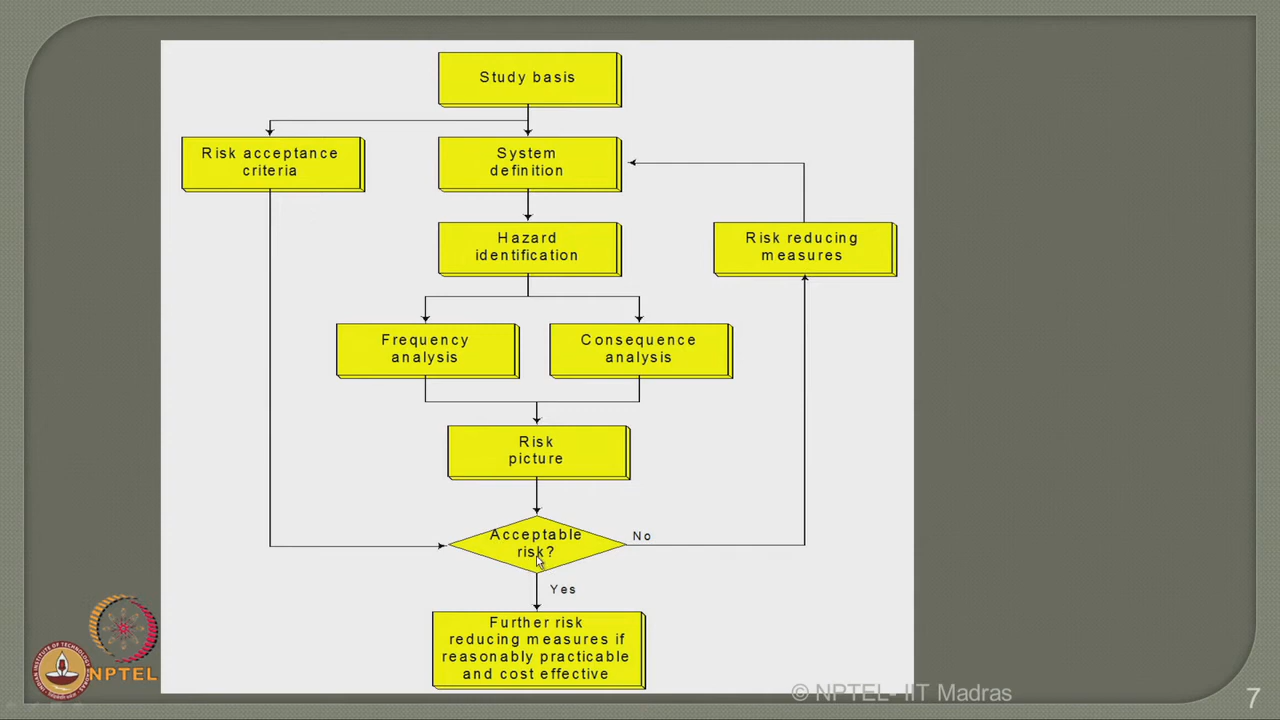 Study basis
Risk acceptance
criteria
System
definition
Hazard
identification
Risk reducing
measures
Frequency
analysis
Consequence
analysis
Risk
picture
Acceptable
risk?
No
Yes
Further risk
reducing measures if
reasonably practicable
and cost effective
NPTEL
© NPTEL- IIT Madras
7